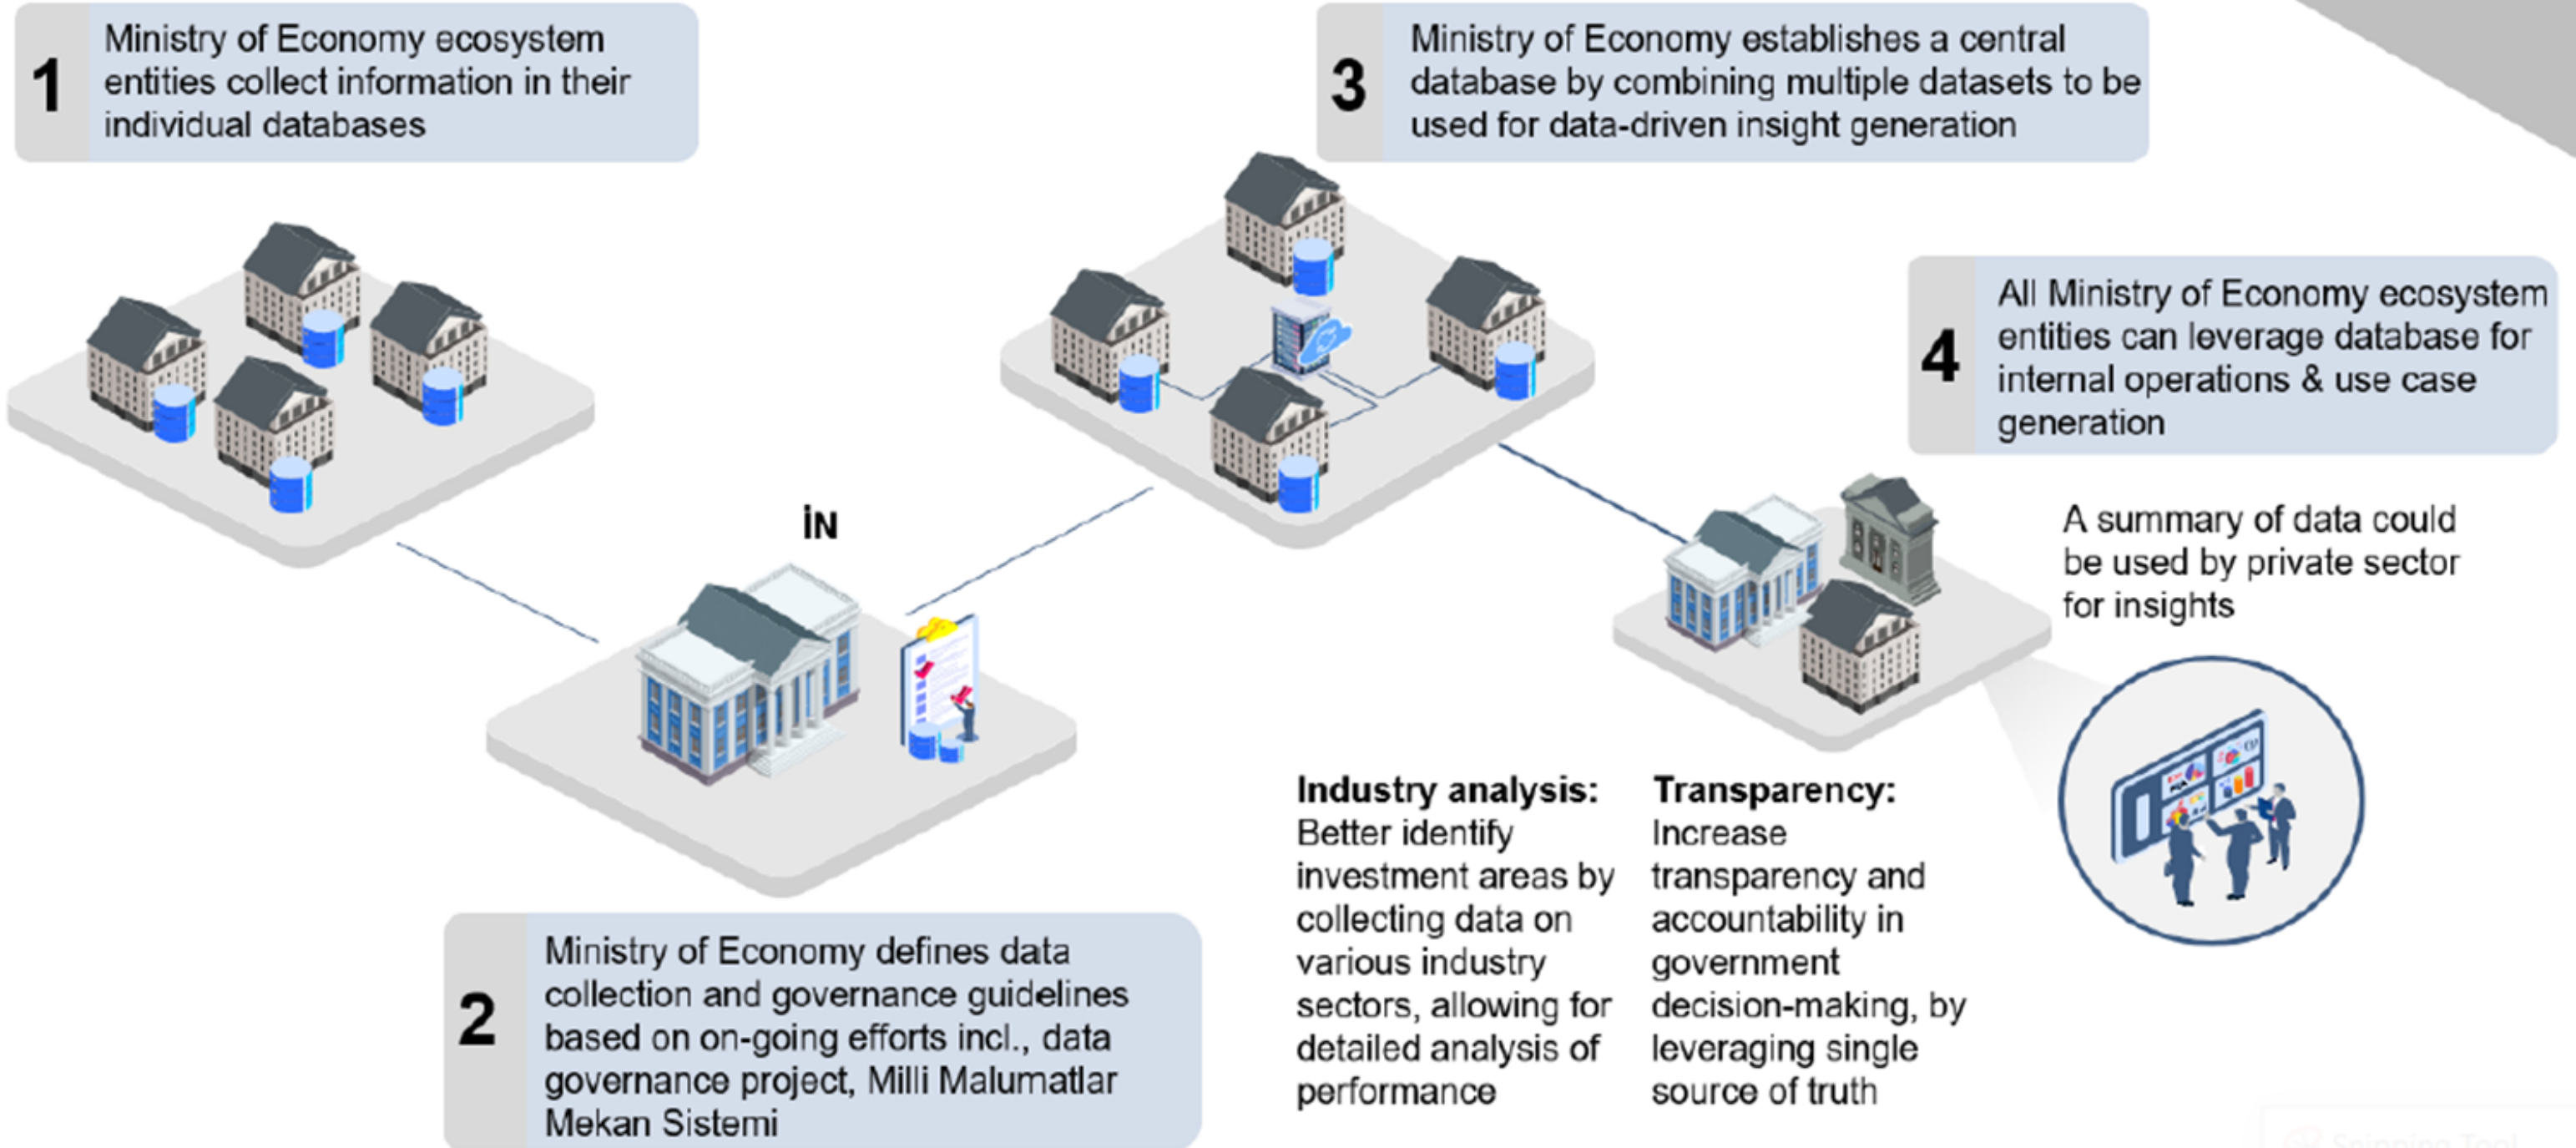 1
Ministry of Economy ecosystem
entities collect information in their
individual databases
3
Ministry of Economy establishes a central
database by combining multiple datasets to be
used for data-driven insight generation
4
All Ministry of Economy ecosystem
entities can leverage database for
internal operations & use case
generation
İN
A summary of data could
be used by private sector
for insights
2
Ministry of Economy defines data
collection and governance guidelines
based on on-going efforts incl., data
governance project, Milli Malumatlar
Mekan Sistemi
Industry analysis:
Better identify
investment areas by
collecting data on
various industry
sectors, allowing for
detailed analysis of
performance
Transparency:
Increase
transparency and
accountability in
government
decision-making, by
leveraging single
source of truth
Snipping Tool